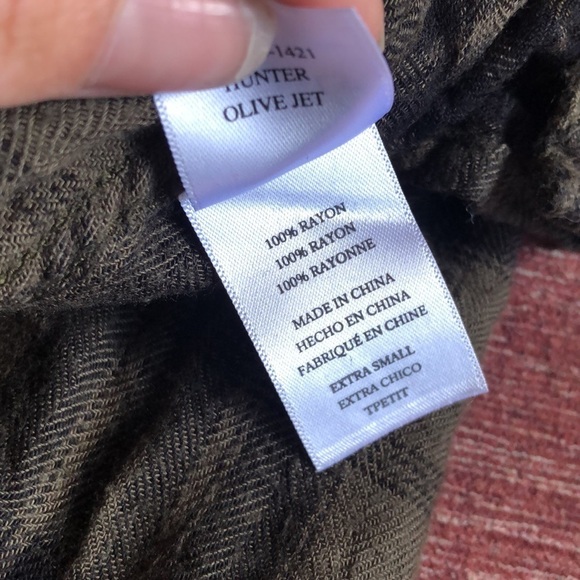 -1421
HUNTER
OLIVE JET
100% RAYON
100% RAYON
100% RAYONNE
MADE IN CHINA
HECHO EN CHINA
FABRIQUÉ EN CHINE
EXTRA SMALL
EXTRA CHICO
TPETIT